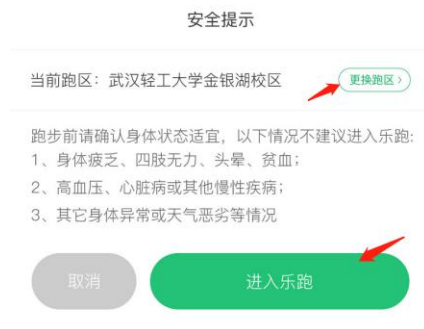 安全提示
当前跑区：武汉轻工大学金银湖校区
更换跑区 >
跑步前请确认身体状态适宜，以下情况不建议进入乐跑:
1、身体疲乏、四肢无力、头晕、贫血；
2、高血压、心脏病或其他慢性疾病；
3、其它身体异常或天气恶劣等情况
取消
进入乐跑